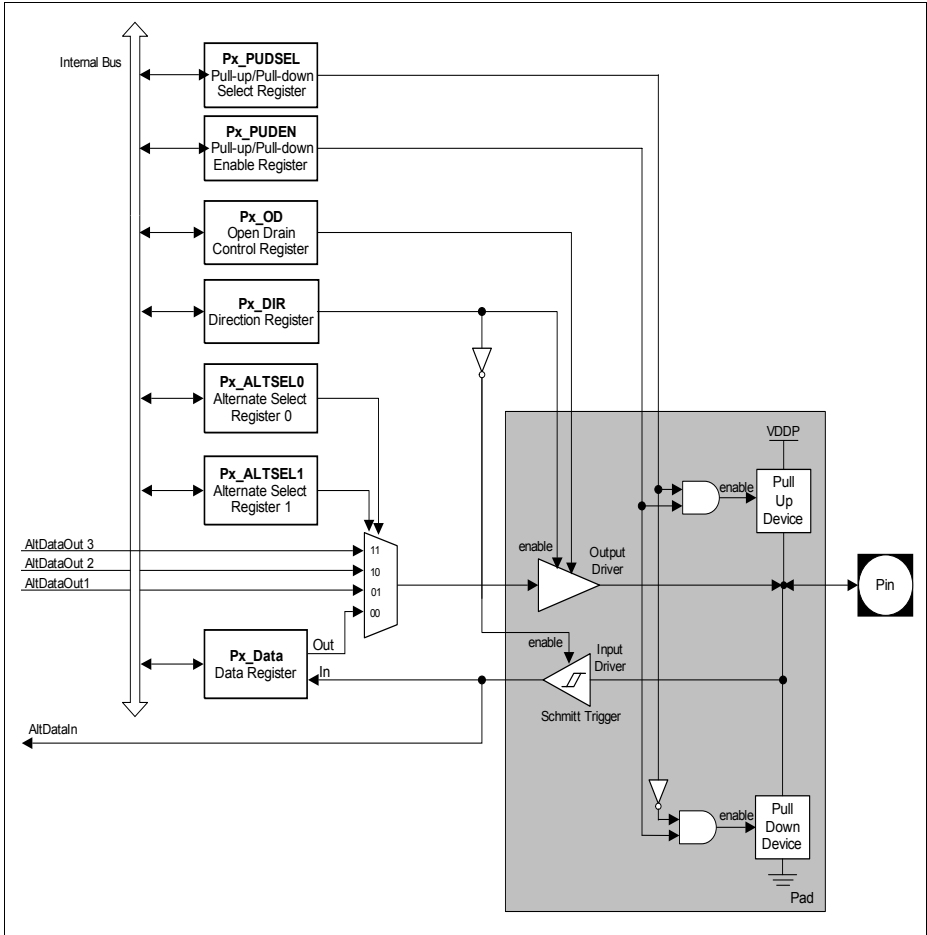 Internal Bus
Px_PUDSEL
Pull-up/Pull-down
Select Register
Px_PUDEN
Pull-up/Pull-down
Enable Register
Px_OD
Open Drain
Control Register
Px_DIR
Direction Register
Px_ALTSEL0
Alternate Select
Register 0
Px_ALTSEL1
Alternate Select
Register 1
AltDataOut 3
AltDataOut 2
AltDataOut1
11
10
01
00
Px_Data
Data Register
Out
In
AltDataIn
VDDP
enable
Pull
Up
Device
enable
Output
Driver
Pin
enable
Input
Driver
Schmitt Trigger
enable
Pull
Down
Device
Pad